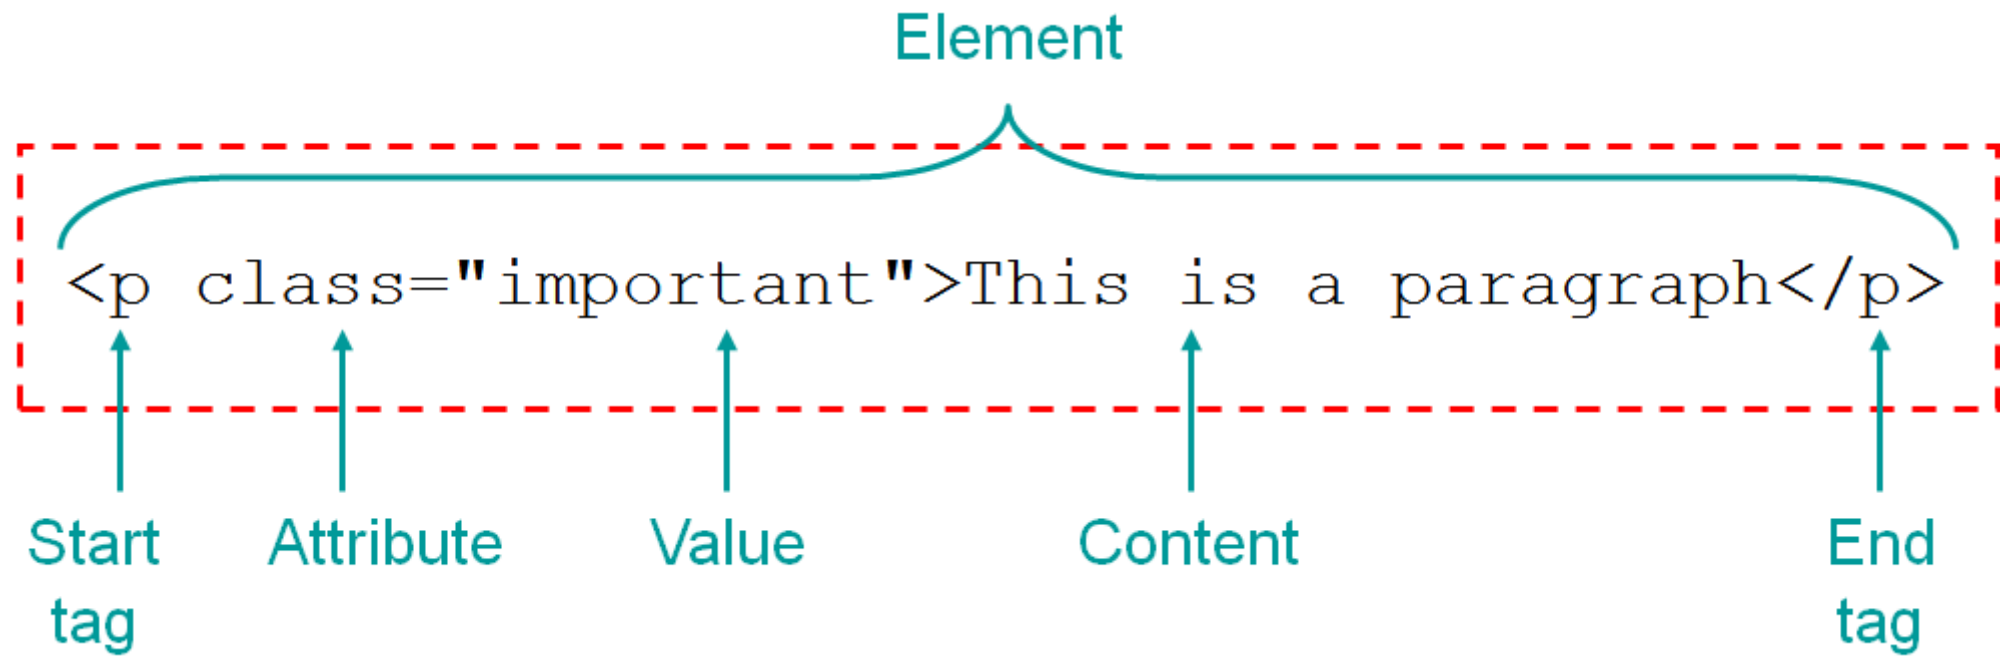 Element
<p class="important">This is a paragraph</p>
Start tag
Attribute
Value
Content
End tag